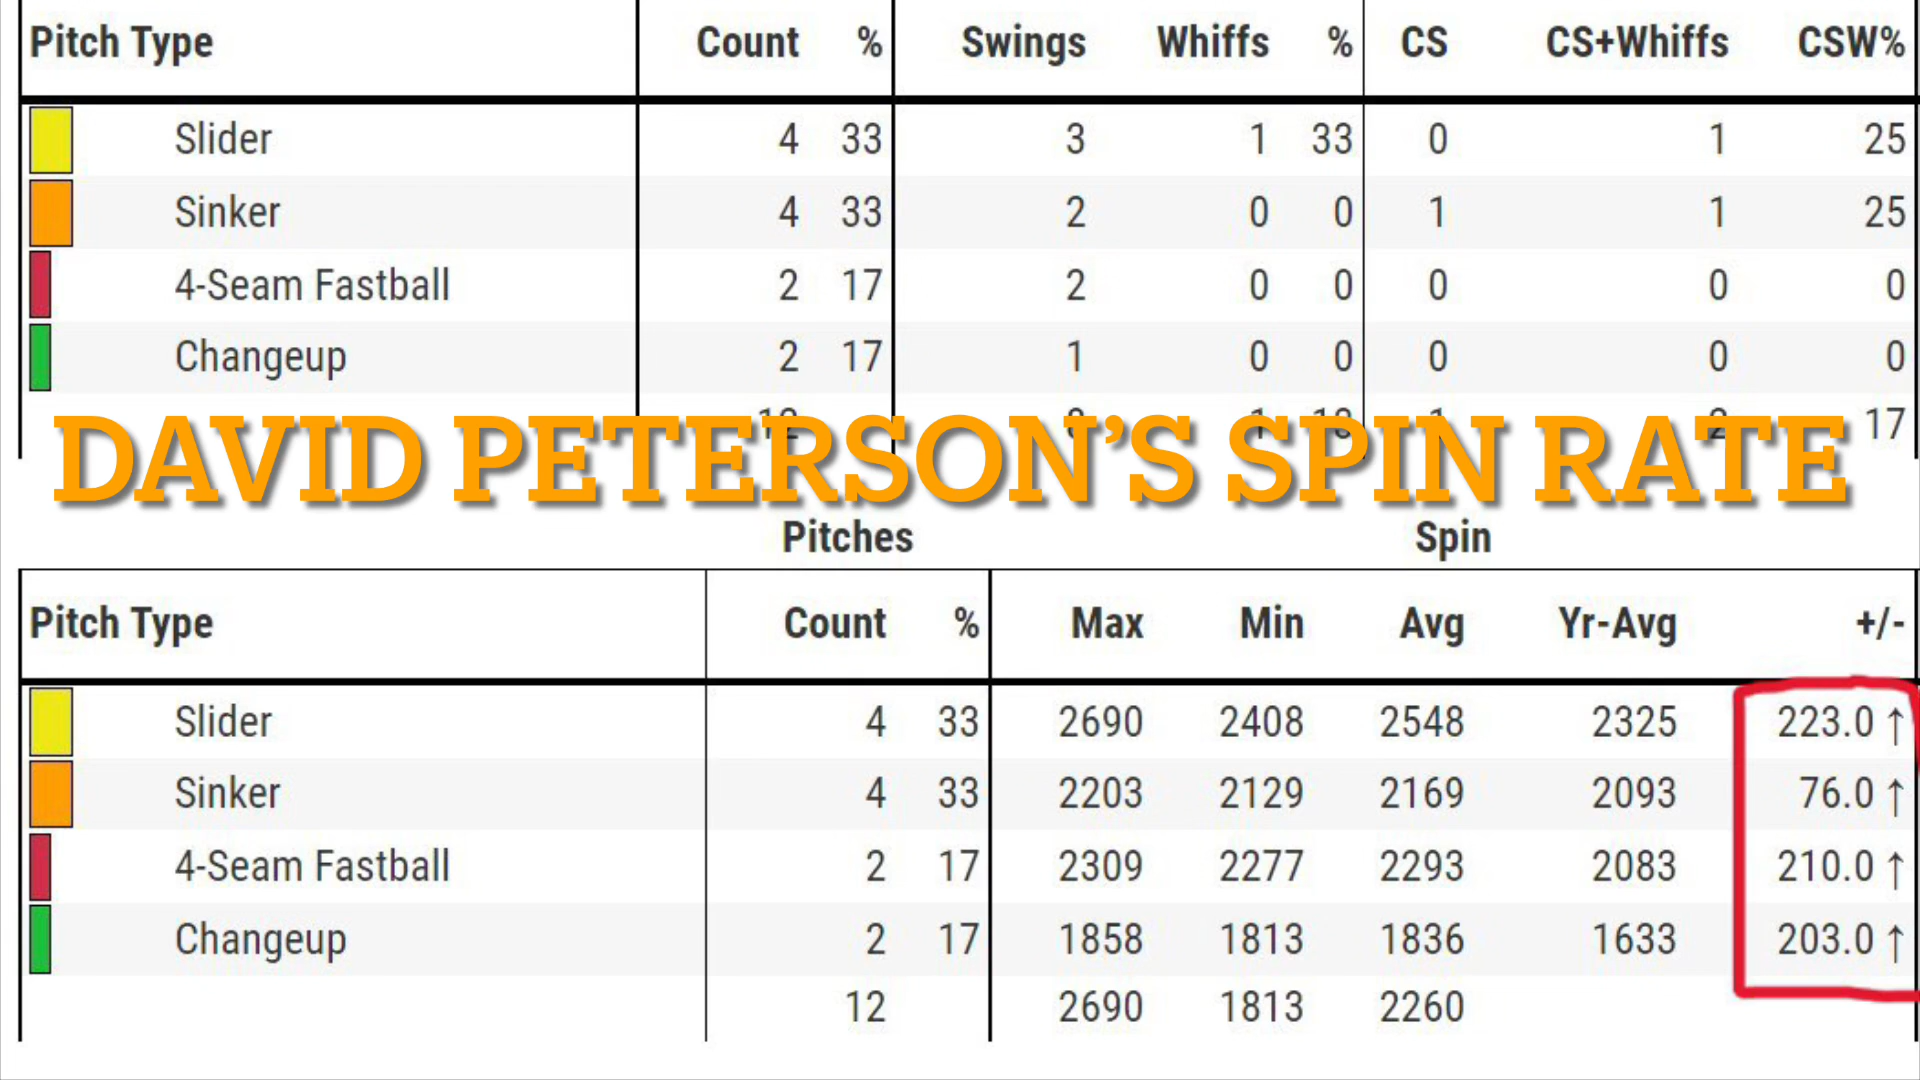 Pitch Type Count % Swings Whiffs % CS CS+Whiffs CSW%
Slider 4 33 3 1 33 0 1 25
Sinker 4 33 2 0 0 1 1 25
4-Seam Fastball 2 17 2 0 0 0 0 0
Changeup 2 17 1 0 0 0 0 0
12 1 2 17
DAVID PETERSON’S SPIN RATE
Pitches Spin
Pitch Type Count % Max Min Avg Yr-Avg +/-
Slider 4 33 2690 2408 2548 2325 223.0 ↑
Sinker 4 33 2203 2129 2169 2093 76.0 ↑
4-Seam Fastball 2 17 2309 2277 2293 2083 210.0 ↑
Changeup 2 17 1858 1813 1836 1633 203.0 ↑
12 2690 1813 2260